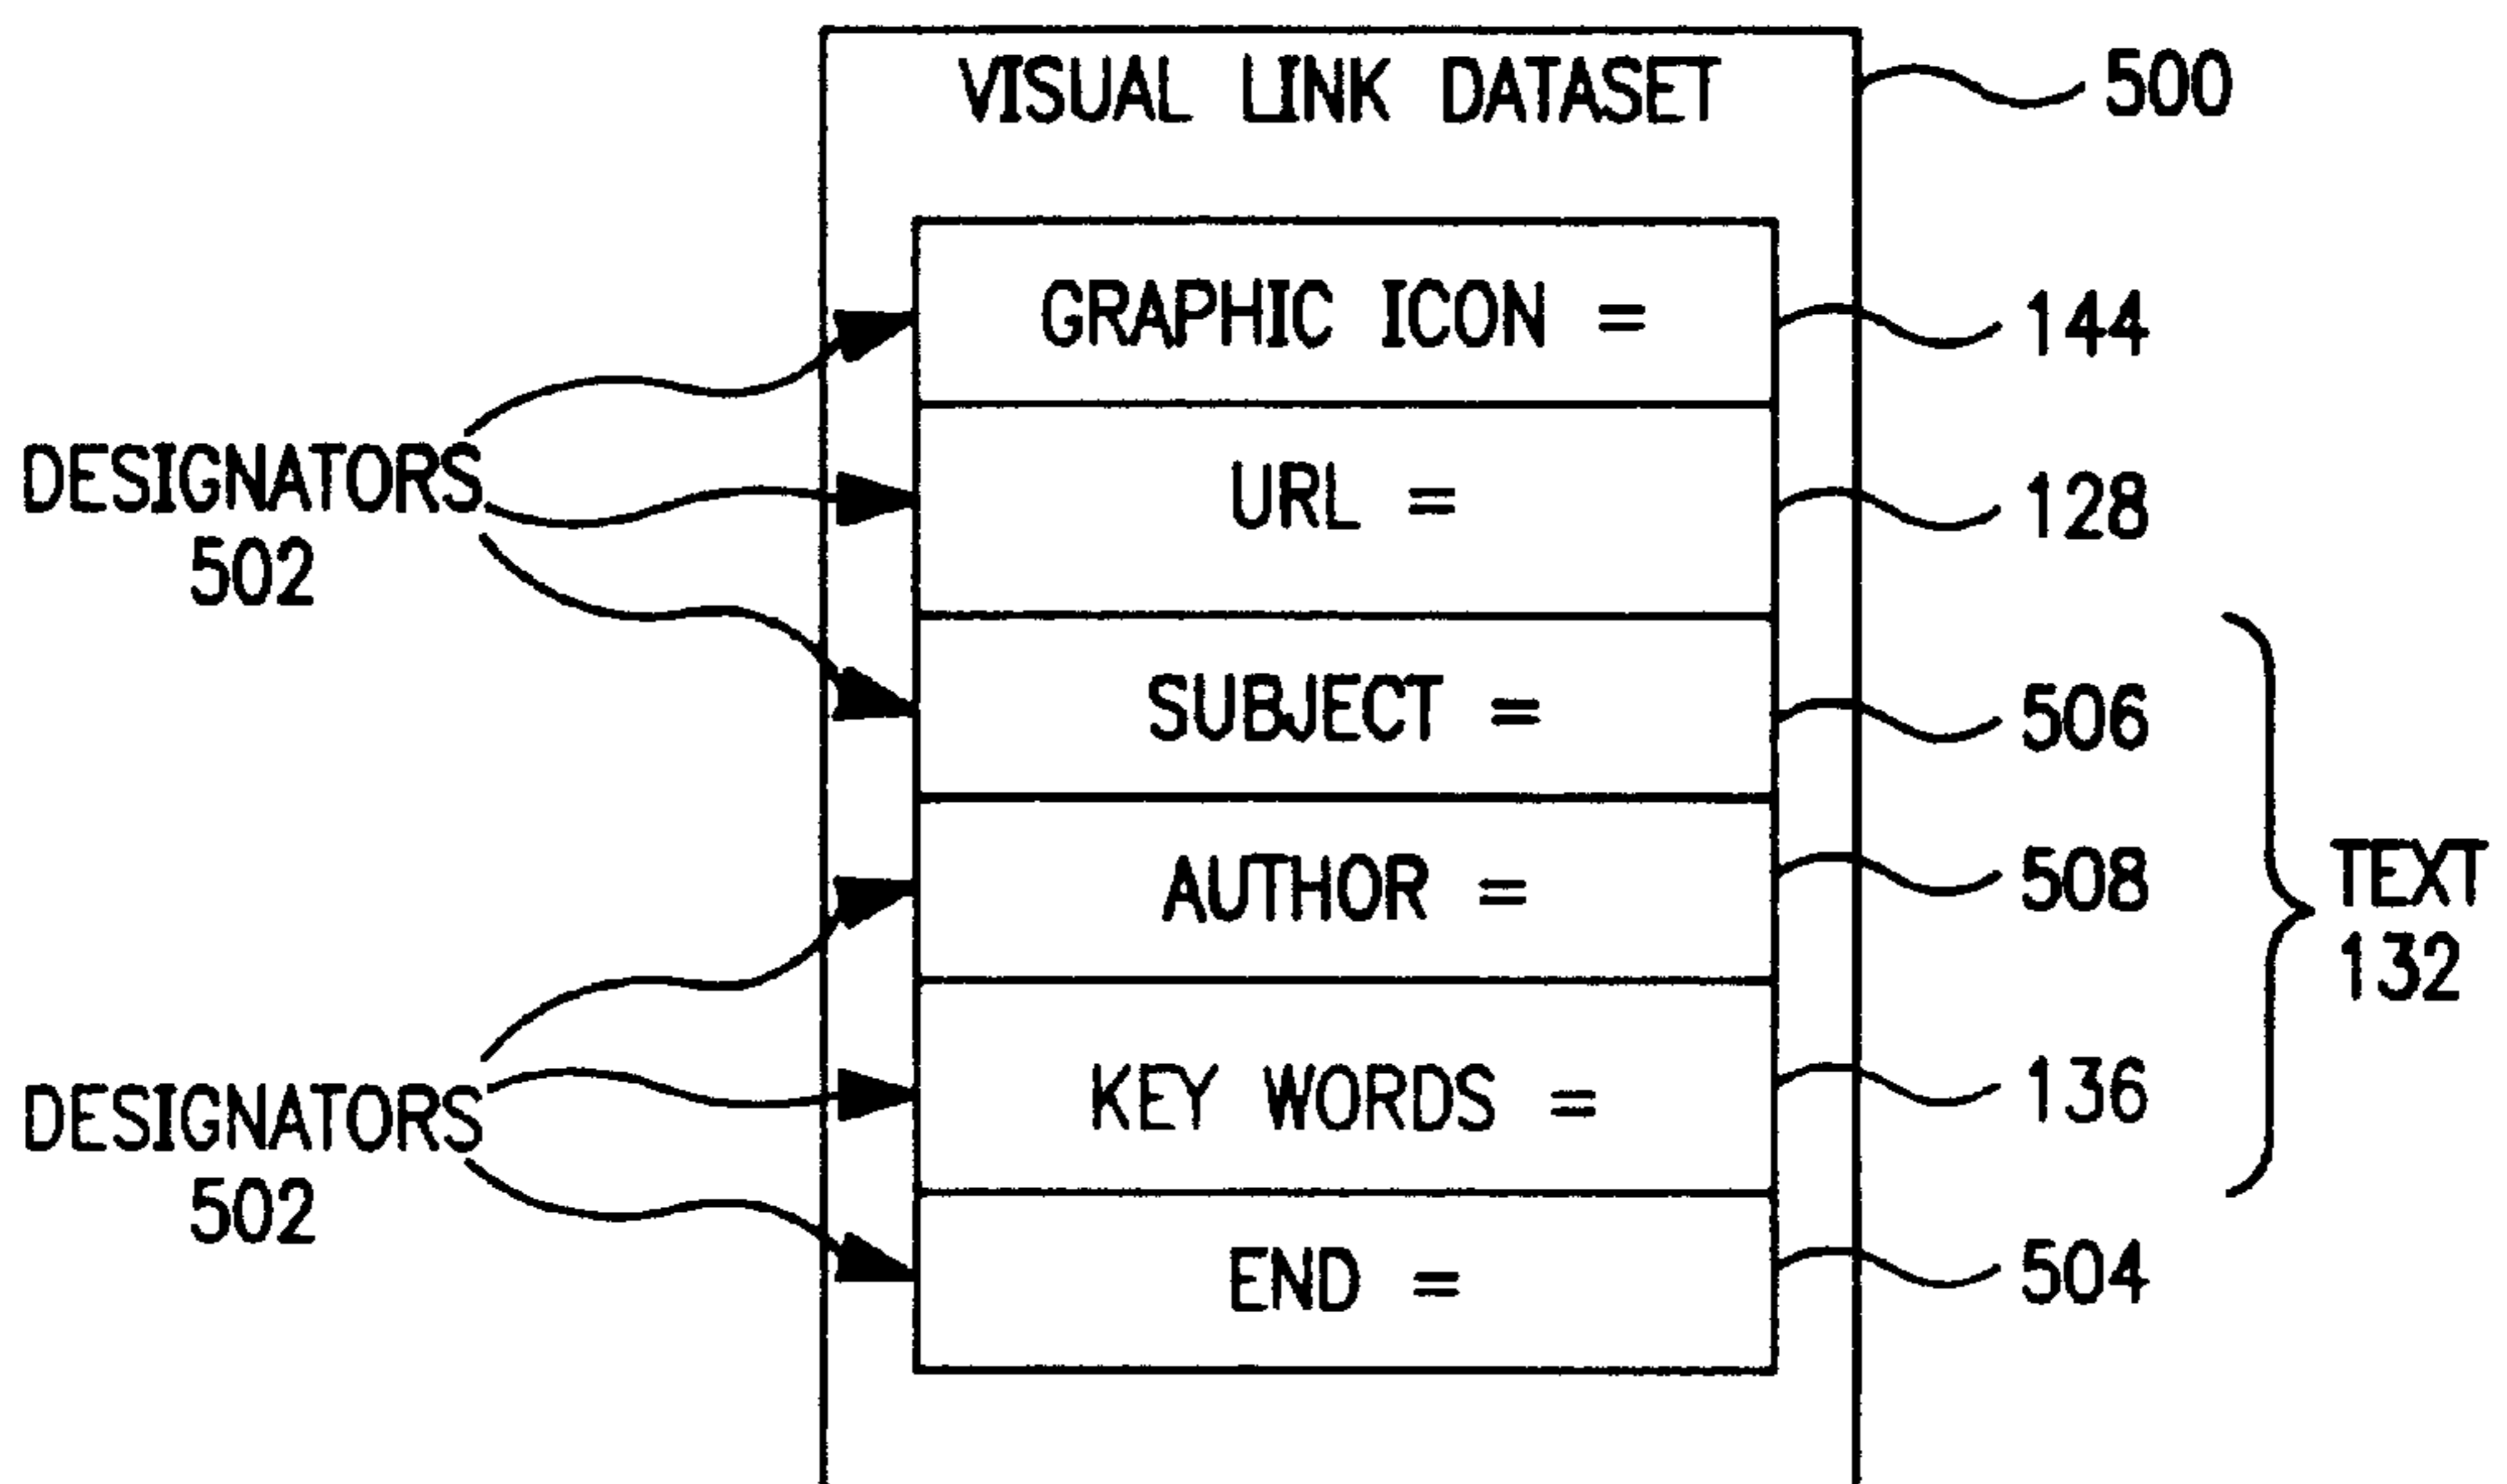 VISUAL LINK DATASET
500
GRAPHIC ICON =
144
URL =
128
DESIGNATORS
502
SUBJECT =
506
AUTHOR =
508
TEXT
132
KEY WORDS =
136
DESIGNATORS
502
END =
504